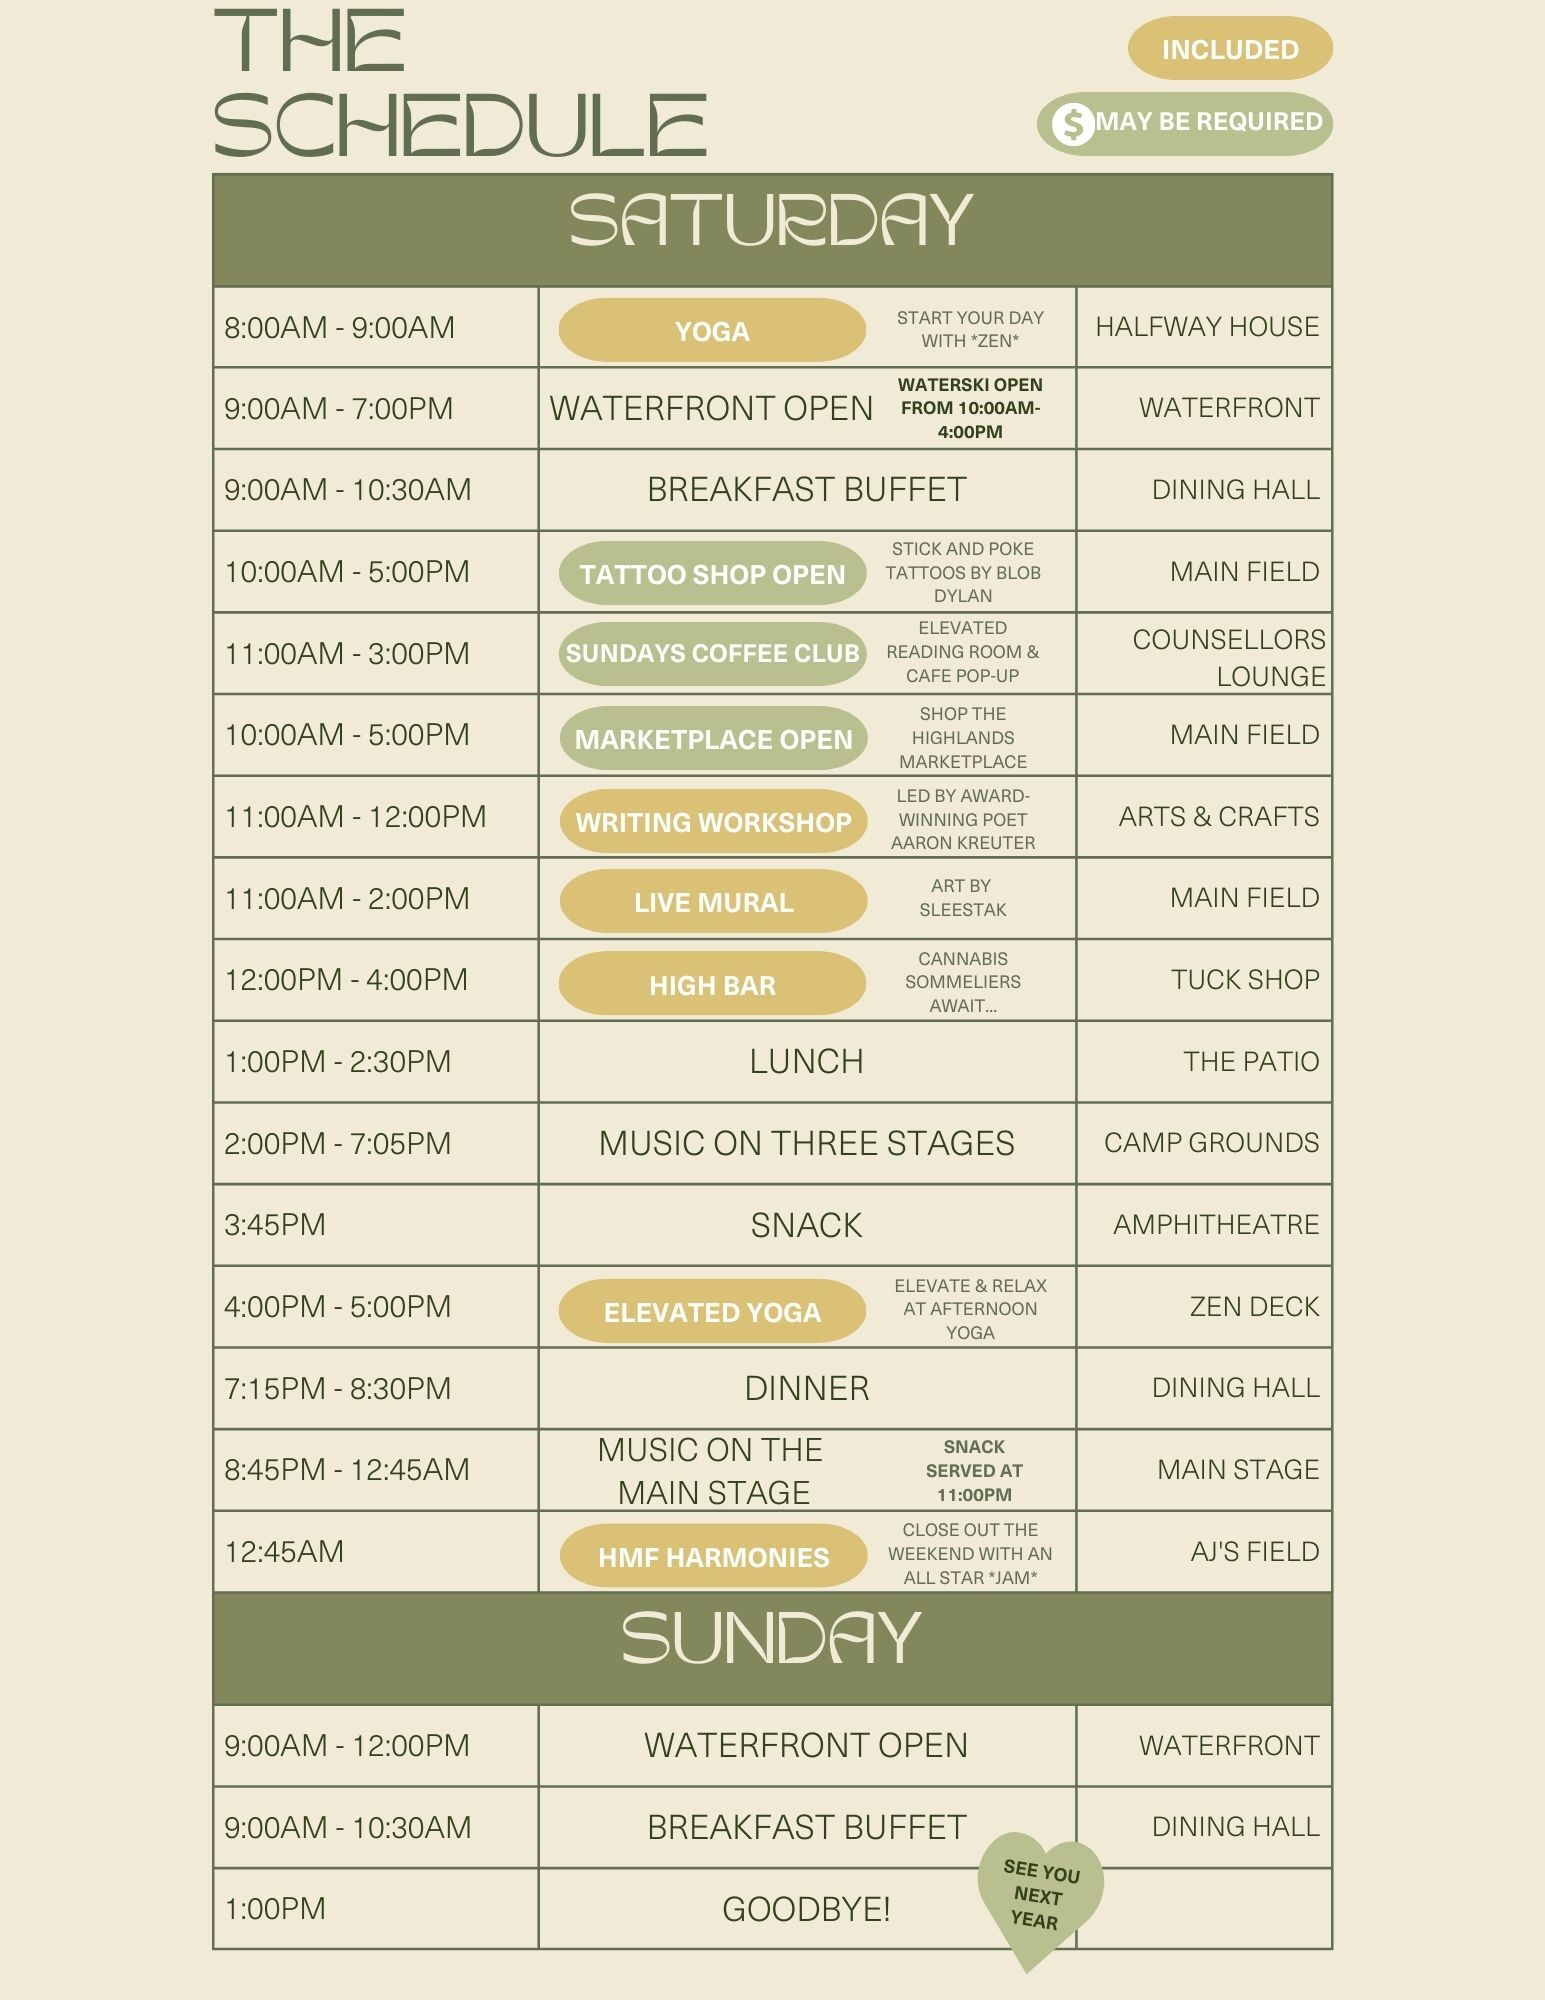 THE
SCHEDULE
INCLUDED
$ MAY BE REQUIRED
SATURDAY
8:00AM - 9:00AM
YOGA
START YOUR DAY
WITH *ZEN*
HALFWAY HOUSE
9:00AM - 7:00PM
WATERFRONT OPEN
WATERSKI OPEN
FROM 10:00AM-
4:00PM
WATERFRONT
9:00AM - 10:30AM
BREAKFAST BUFFET
DINING HALL
10:00AM - 5:00PM
TATTOO SHOP OPEN
STICK AND POKE
TATTOOS BY BLOB
DYLAN
MAIN FIELD
11:00AM - 3:00PM
SUNDAYS COFFEE CLUB
ELEVATED
READING ROOM &
CAFE POP-UP
COUNSELLORS
LOUNGE
10:00AM - 5:00PM
MARKETPLACE OPEN
SHOP THE
HIGHLANDS
MARKETPLACE
MAIN FIELD
11:00AM - 12:00PM
WRITING WORKSHOP
LED BY AWARD-
WINNING POET
AARON KREUTER
ARTS & CRAFTS
11:00AM - 2:00PM
LIVE MURAL
ART BY
SLEESTAK
MAIN FIELD
12:00PM - 4:00PM
HIGH BAR
CANNABIS
SOMMELIERS
AWAIT...
TUCK SHOP
1:00PM - 2:30PM
LUNCH
THE PATIO
2:00PM - 7:05PM
MUSIC ON THREE STAGES
CAMP GROUNDS
3:45PM
SNACK
AMPHITHEATRE
4:00PM - 5:00PM
ELEVATED YOGA
ELEVATE & RELAX
AT AFTERNOON
YOGA
ZEN DECK
7:15PM - 8:30PM
DINNER
DINING HALL
8:45PM - 12:45AM
MUSIC ON THE
MAIN STAGE
SNACK
SERVED AT
11:00PM
MAIN STAGE
12:45AM
HMF HARMONIES
CLOSE OUT THE
WEEKEND WITH AN
ALL STAR *JAM*
AJ'S FIELD
SUNDAY
9:00AM - 12:00PM
WATERFRONT OPEN
WATERFRONT
9:00AM - 10:30AM
BREAKFAST BUFFET
DINING HALL
1:00PM
GOODBYE!
SEE YOU
NEXT
YEAR